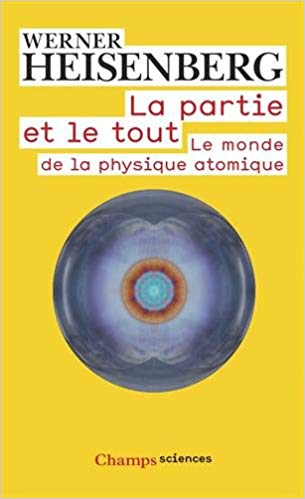 WERNER
HEISENBERG
La partie
et le tout
Le monde
de la physique atomique
Champs sciences